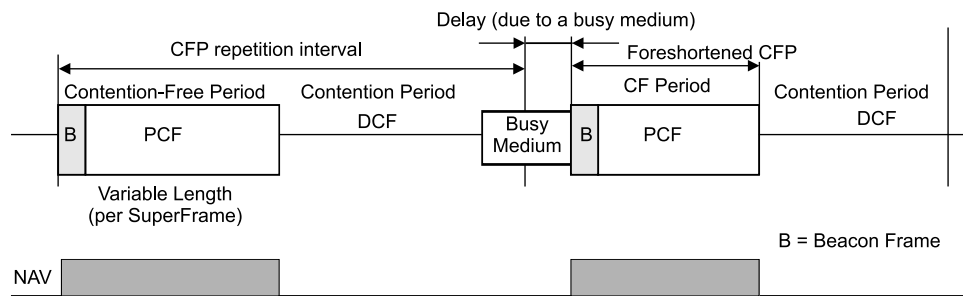 Delay (due to a busy medium)
CFP repetition interval
Foreshortened CFP
Contention-Free Period
Contention Period
CF Period
Contention Period
B
PCF
DCF
Busy
Medium
B
PCF
DCF
Variable Length
(per SuperFrame)
B = Beacon Frame
NAV